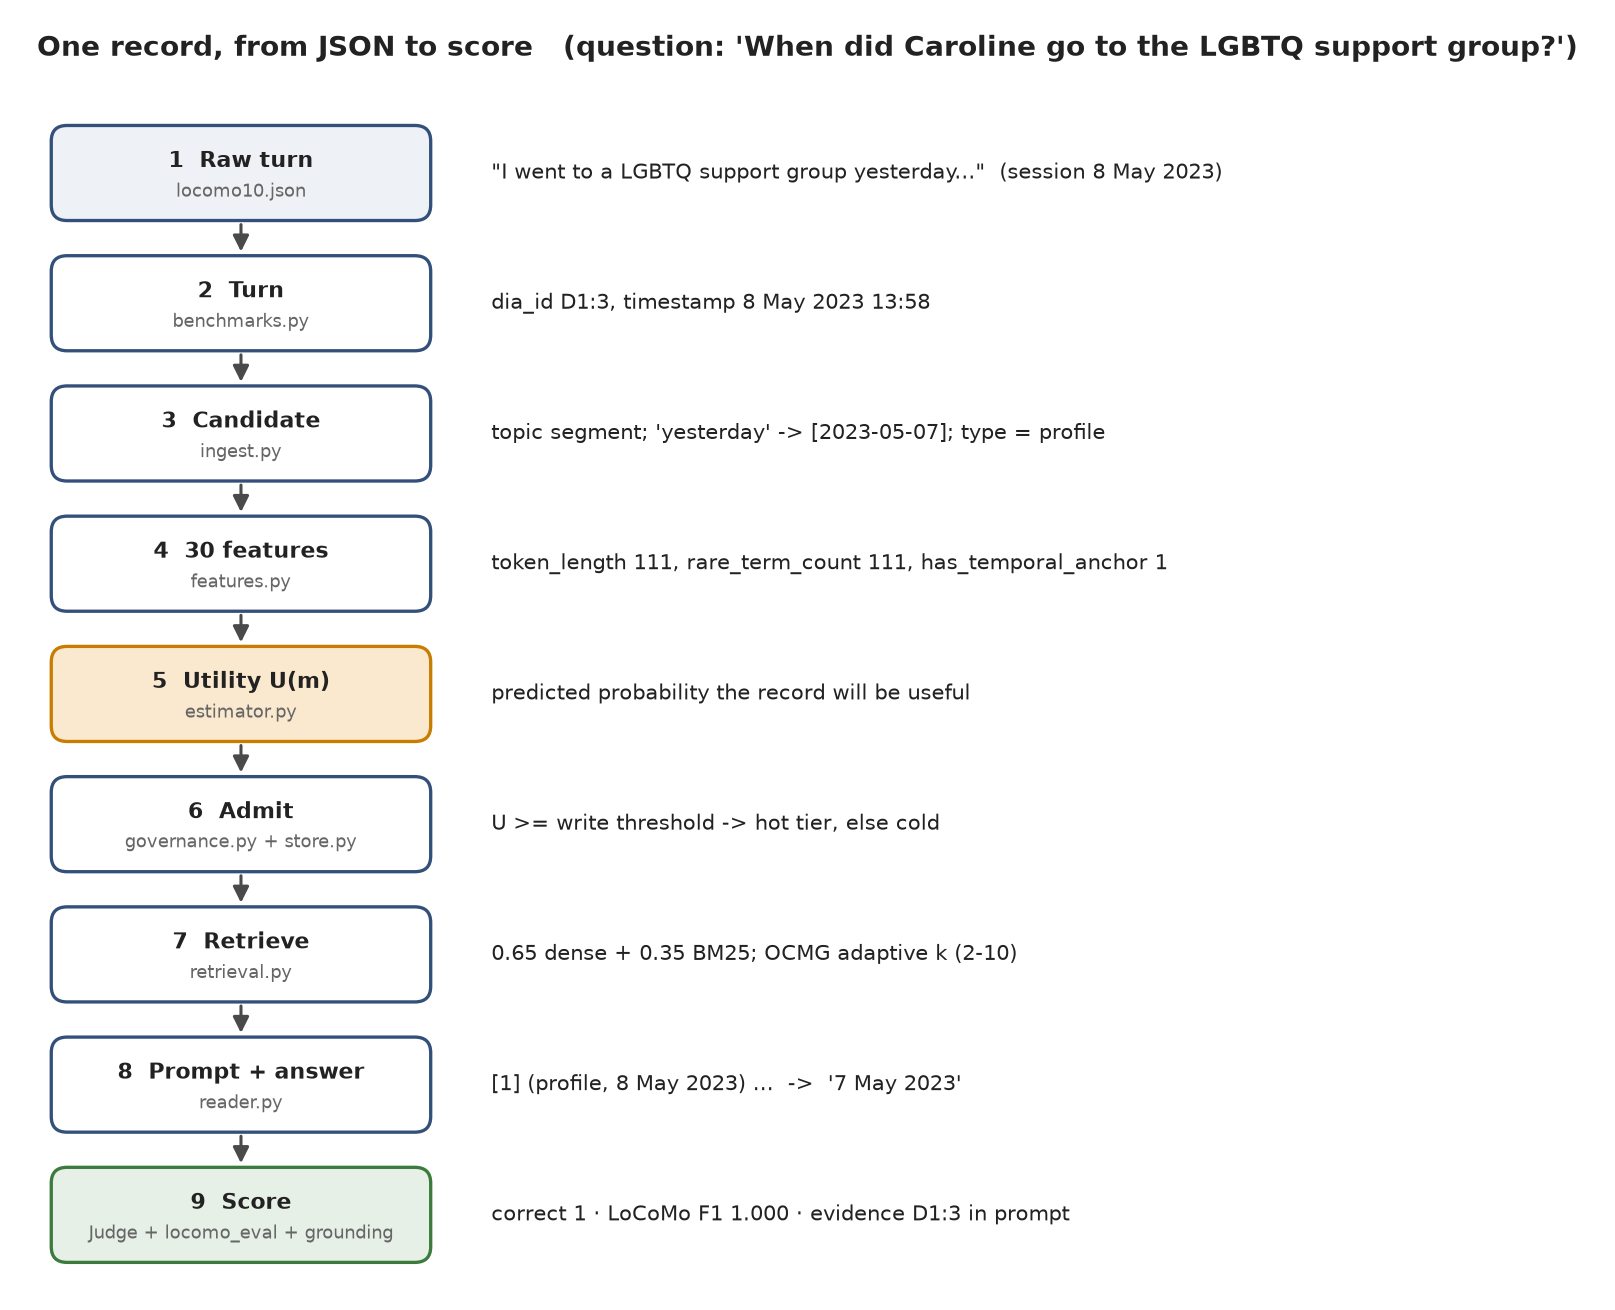 One record, from JSON to score   (question: 'When did Caroline go to the LGBTQ support group?')
1  Raw turn
locomo10.json
"I went to a LGBTQ support group yesterday..."  (session 8 May 2023)
2  Turn
benchmarks.py
dia_id D1:3, timestamp 8 May 2023 13:58
3  Candidate
ingest.py
topic segment; 'yesterday' -> [2023-05-07]; type = profile
4  30 features
features.py
token_length 111, rare_term_count 111, has_temporal_anchor 1
5  Utility U(m)
estimator.py
predicted probability the record will be useful
6  Admit
governance.py + store.py
U >= write threshold -> hot tier, else cold
7  Retrieve
retrieval.py
0.65 dense + 0.35 BM25; OCMG adaptive k (2-10)
8  Prompt + answer
reader.py
[1] (profile, 8 May 2023) ...  ->  '7 May 2023'
9  Score
Judge + locomo_eval + grounding
correct 1 · LoCoMo F1 1.000 · evidence D1:3 in prompt